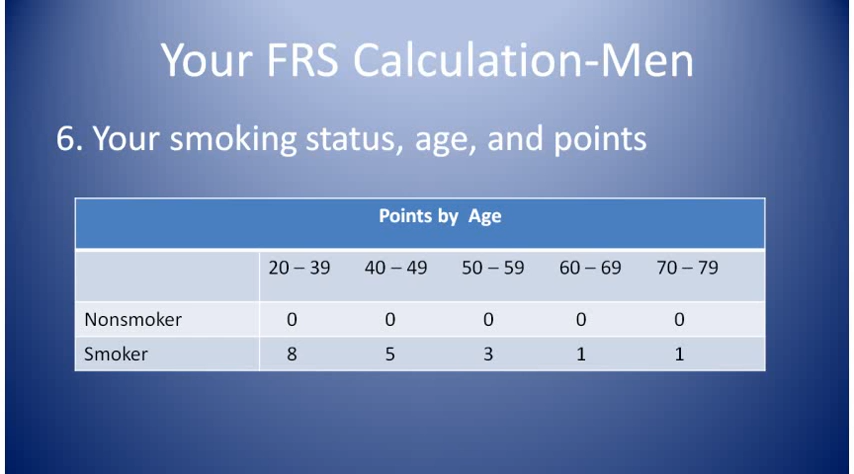 Your FRS Calculation-Men
6. Your smoking status, age, and points
Points by Age
20 – 39 40 – 49 50 – 59 60 – 69 70 – 79
Nonsmoker 0 0 0 0 0
Smoker 8 5 3 1 1